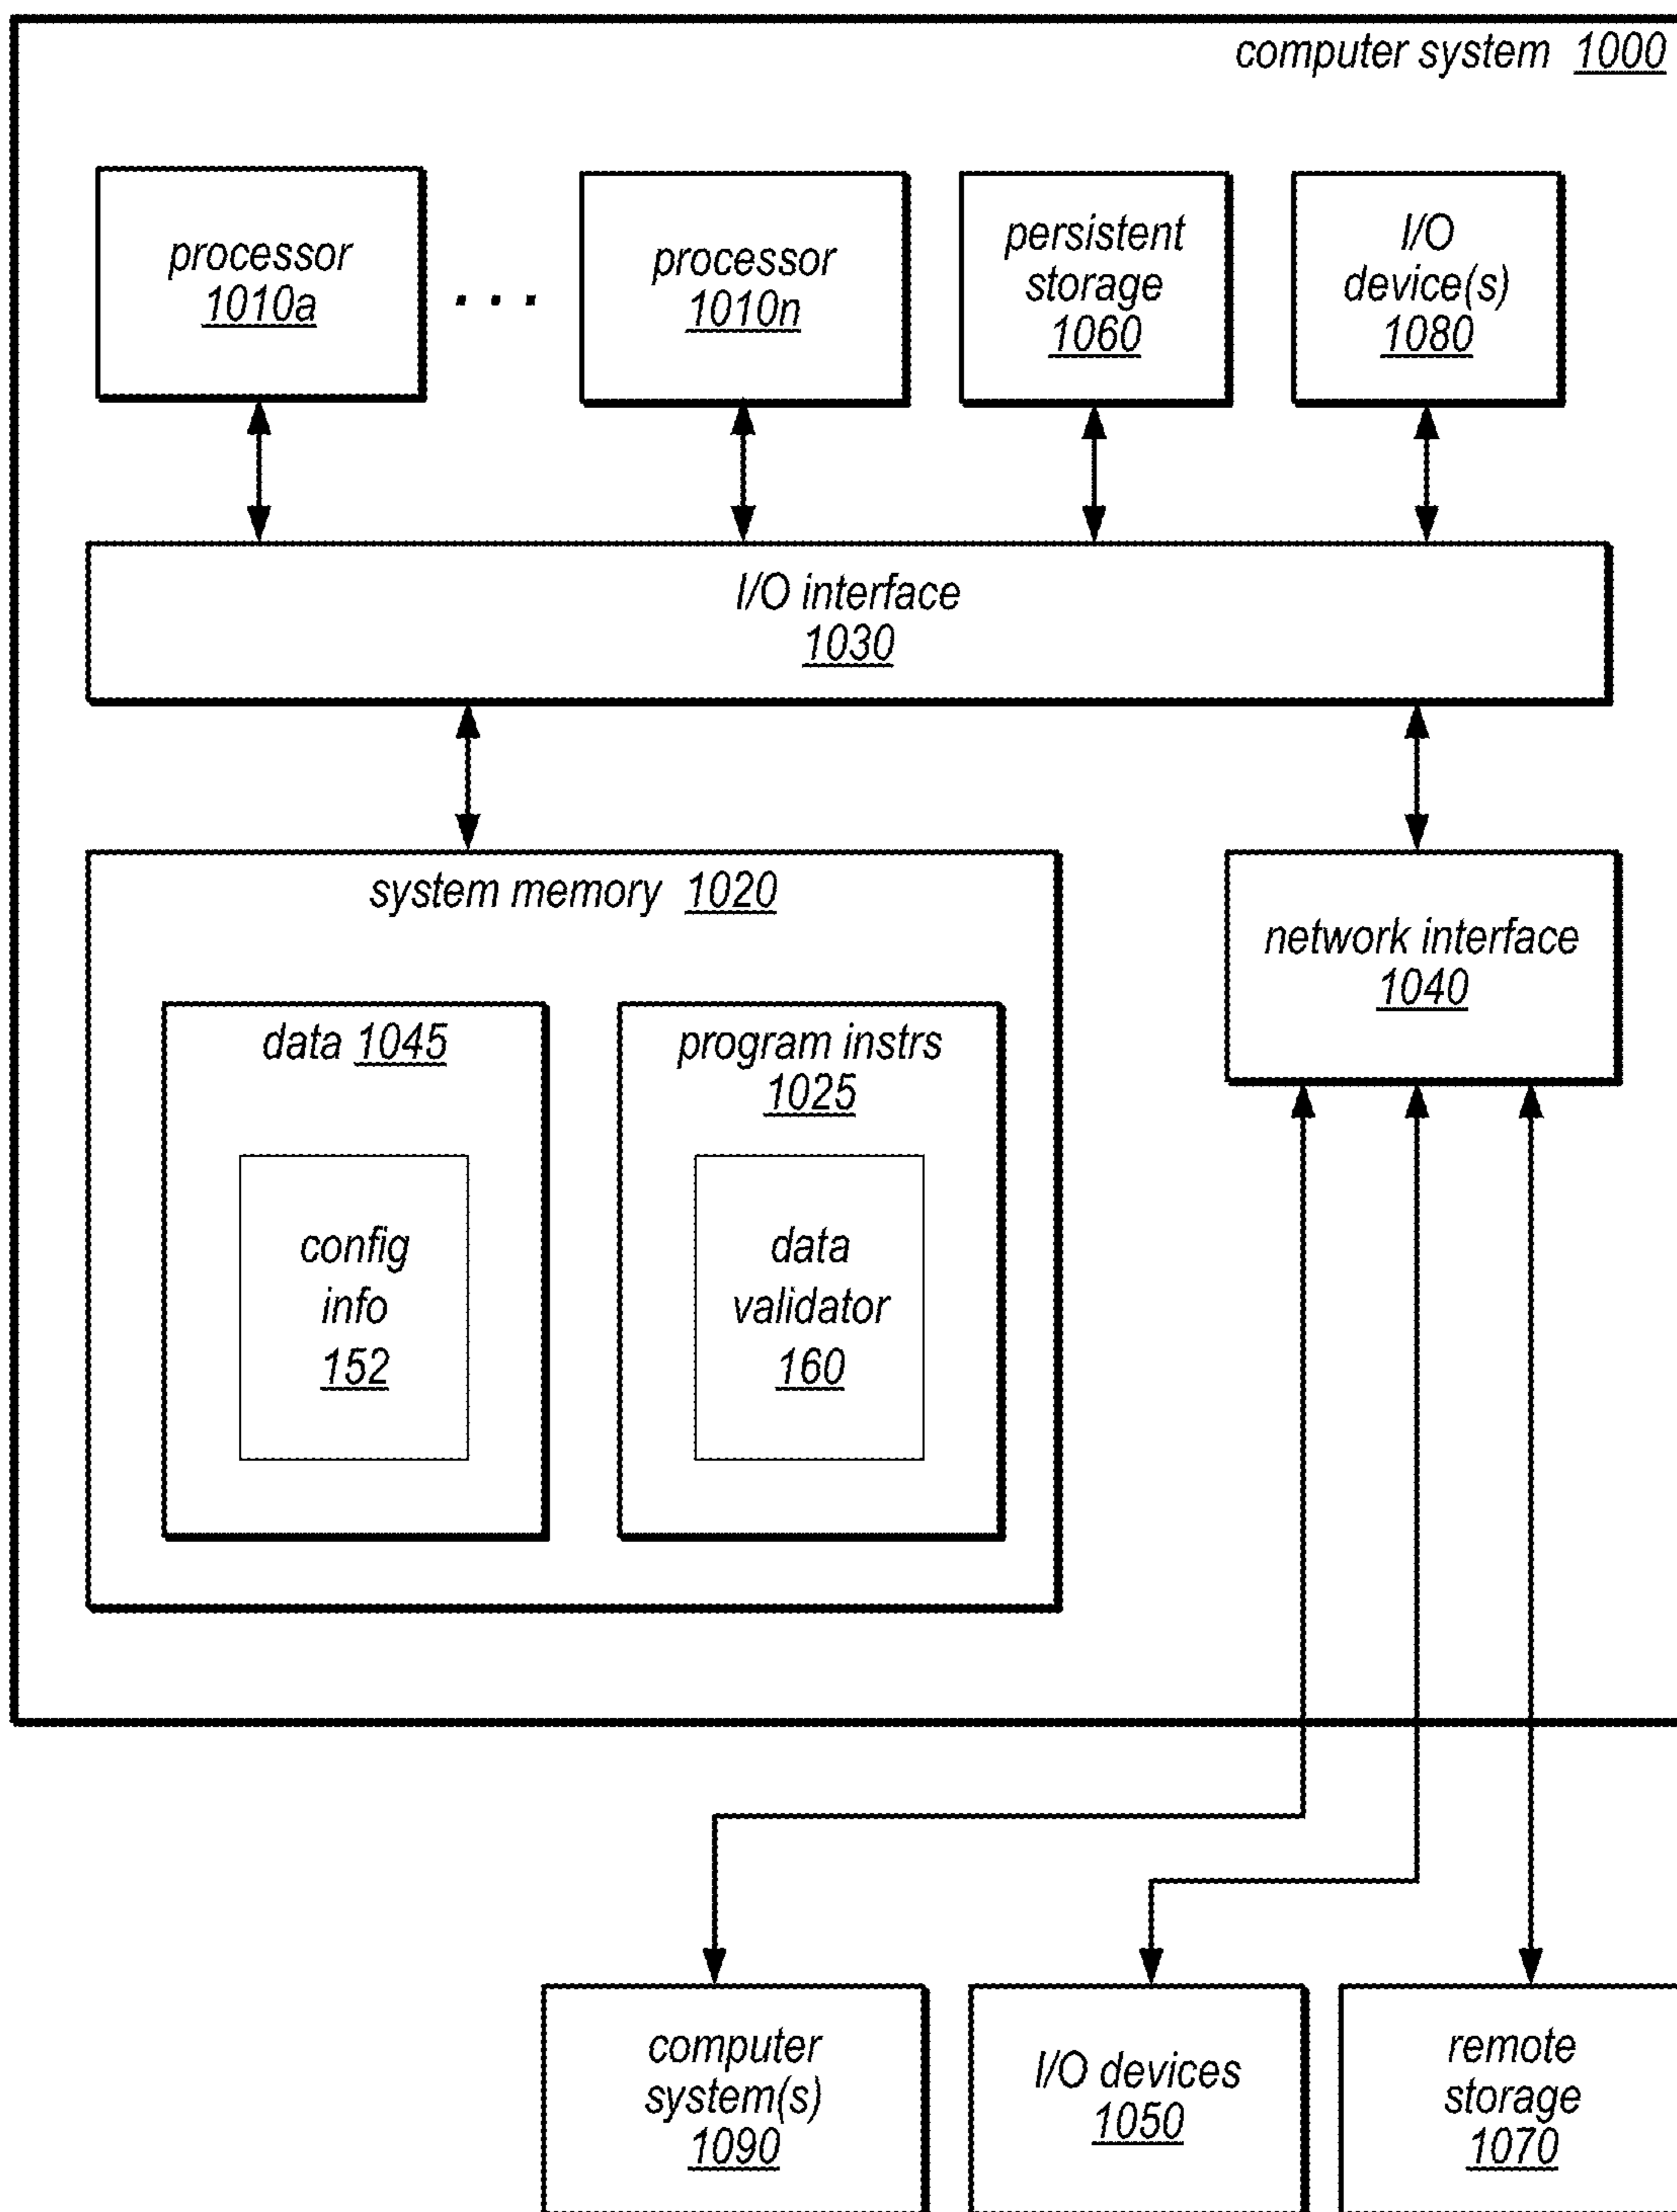 computer system 1000
processor
1010a
. . .
processor
1010n
persistent
storage
1060
I/O
device(s)
1080
I/O interface
1030
system memory 1020
data 1045
config
info
152
program instrs
1025
data
validator
160
network interface
1040
computer
system(s)
1090
I/O devices
1050
remote
storage
1070